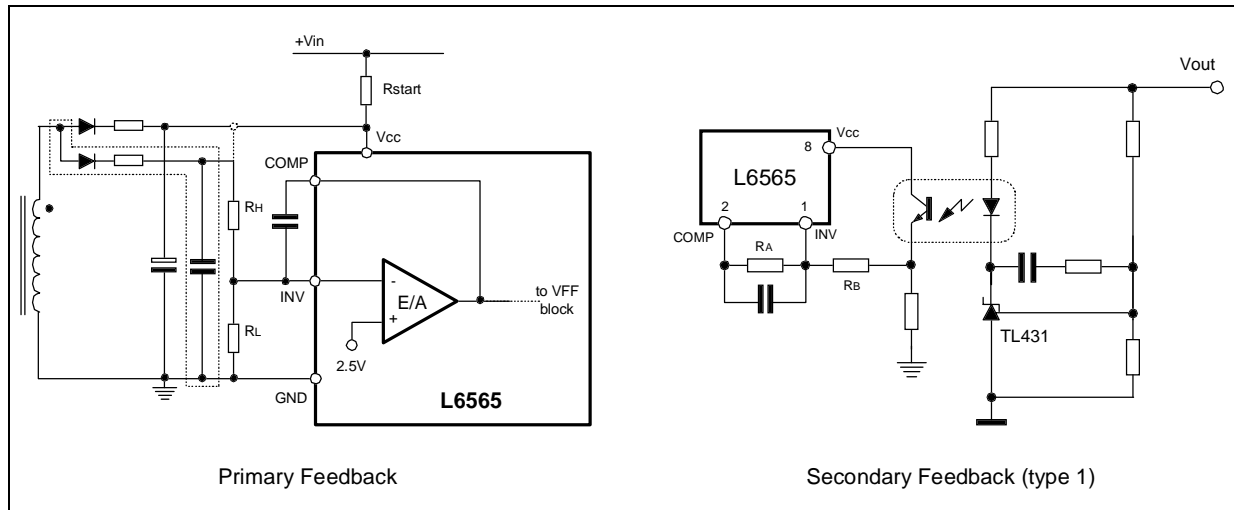 +Vin
Rstart
Vcc
COMP
RH
INV
E/A
-
+
to VFF
block
RL
2.5V
GND
L6565
Primary Feedback
Vout
Vcc
8
L6565
2
1
COMP
INV
RA
RB
TL431
Secondary Feedback (type 1)